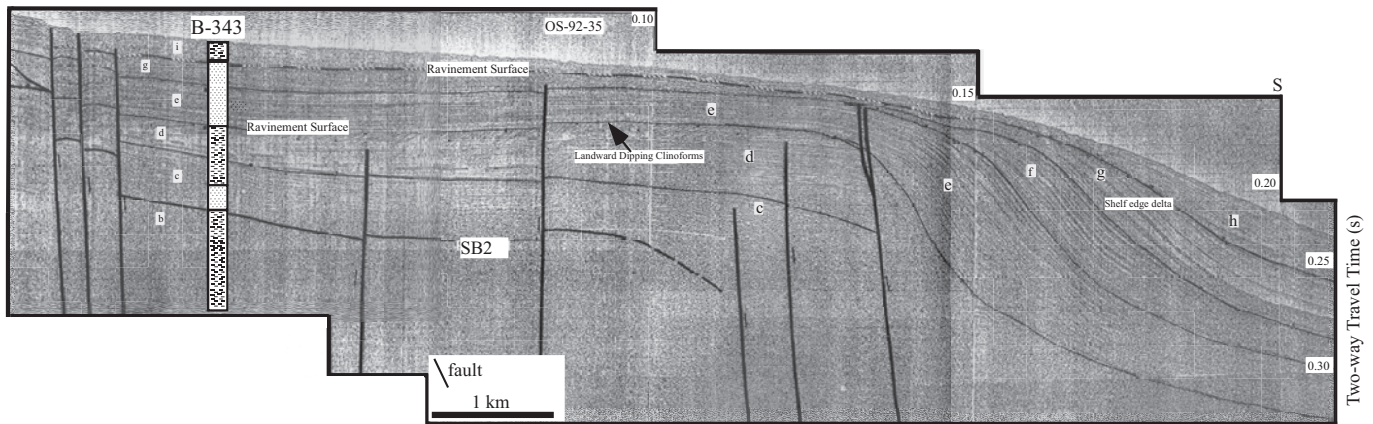 B-343
OS-92-35
0.10
i
g
Ravinement Surface
e
e
0.15
S
d
Ravinement Surface
Landward Dipping Clinoforms
d
c
c
b
SB2
e
f
g
0.20
Shelf edge delta
h
0.25
0.30
Two-way Travel Time (s)
fault
1 km